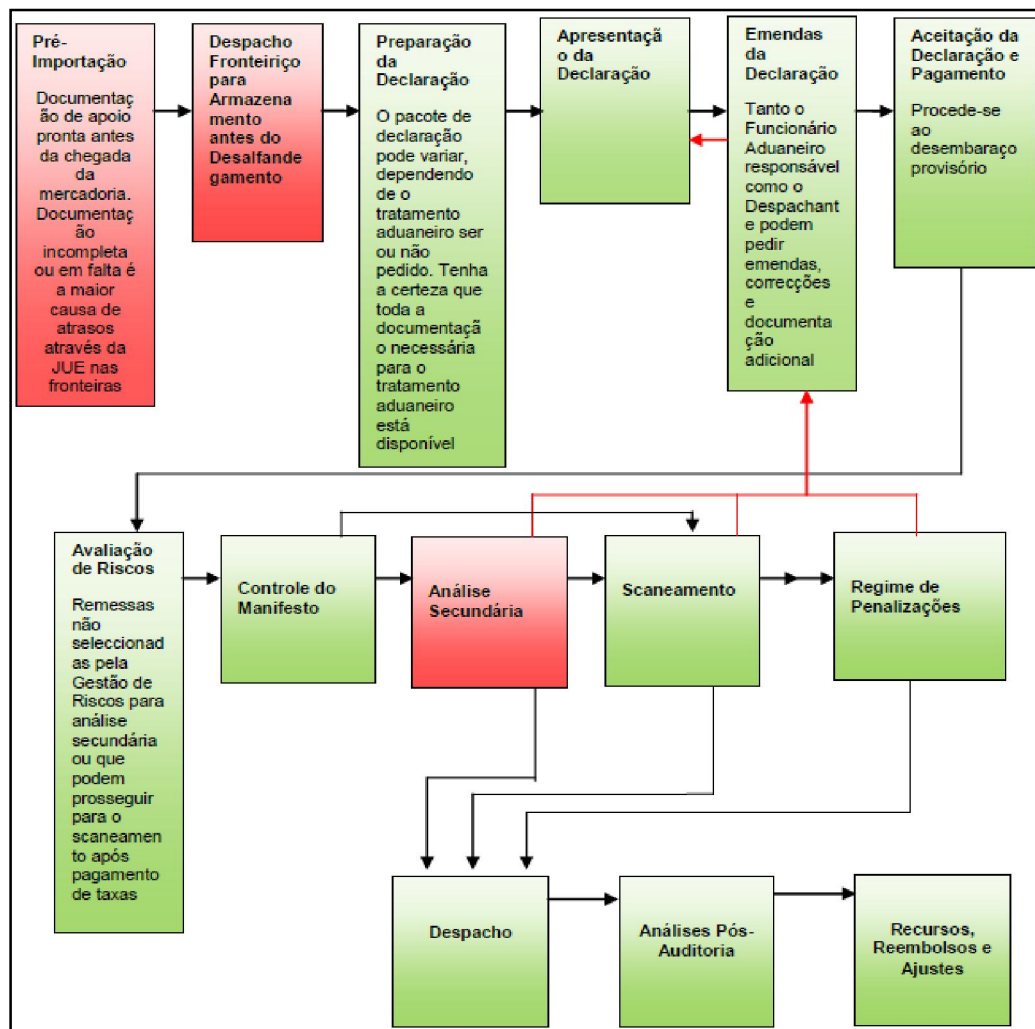 Pré-
Importação
Documentaç
ão de apoio
pronta antes
da chegada
da
mercadoria.
Documentaç
ão
incompleta
ou em falta é
a maior
causa de
atrasos
através da
JUE nas
fronteiras
Despacho
Fronteiriço
para
Armazena
mento
antes do
Desalfande
gamento
Preparação
da
Declaração
O pacote de
declaração
pode variar,
dependendo
de o
tratamento
aduaneiro ser
ou não
pedido. Tenha
a certeza que
toda a
documentaçã
o necessária
para o
tratamento
aduaneiro
está
disponível
Apresentaçã
o da
Declaração
Emendas
da
Declaração
Tanto o
Funcionário
Aduaneiro
responsável
como o
Despachant
e podem
pedir
emendas,
correcções
e
documenta
ção
adicional
Aceitação da
Declaração e
Pagamento
Procede-se
ao
desembaraço
provisório
Avaliação
de Riscos
Remessas
não
seleccionad
as pela
Gestão de
Riscos para
análise
secundária
ou que
podem
prosseguir
para o
scaneamen
to após
pagamento
de taxas
Controle do
Manifesto
Análise
Secundária
Scaneamento
Regime de
Penalizações
Despacho
Análises Pós-
Auditoria
Recursos,
Reembolsos e
Ajustes